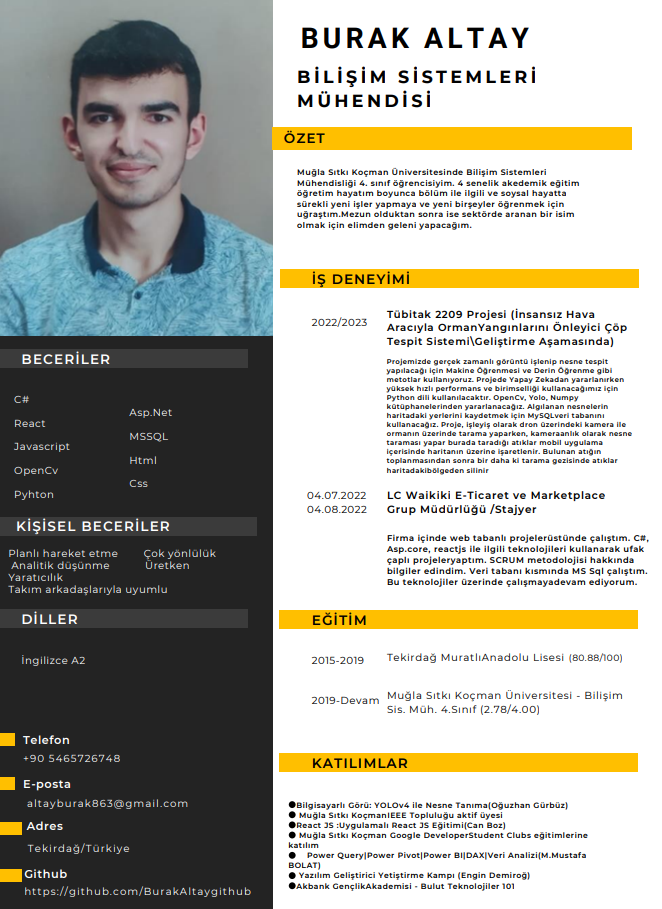 BURAK ALTAY
BİLİŞİM SİSTEMLERİ
MÜHENDİSİ
ÖZET
Muğla Sıtkı Koçman Üniversitesinde Bilişim Sistemleri
Mühendisliği 4. sınıf öğrencisiyim. 4 senelik akedemik eğitim
öğretim hayatım boyunca bölüm ile ilgili ve soysal hayatta
sürekli yeni işler yapmaya ve yeni birşeyler öğrenmek için
uğraştım.Mezun olduktan sonra ise sektörde aranan bir isim
olmak için elimden geleni yapacağım.
İŞ DENEYİMİ
2022/2023
Tübitak 2209 Projesi (İnsansız Hava
Aracıyla OrmanYangınlarını Önleyici Çöp
Tespit Sistemi\Geliştirme Aşamasında)
Projemizde gerçek zamanlı görüntü işlenip nesne tespit
yapılacağı için Makine Öğrenmesi ve Derin Öğrenme gibi
metotlar kullanıyoruz. Projede Yapay Zekadan yararlanırken
yüksek hızlı performans ve birimselliği kullanacağımız için
Python dili kullanılacaktır. OpenCv, Yolo, Numpy
kütüphanelerinden yararlanacağız. Algılanan nesnelerin
haritadaki yerlerini kaydetmek için MySQLveri tabanını
kullanacağız. Proje, işleyiş olarak dron üzerindeki kamera ile
ormanın üzerinde tarama yaparken, kameraanlık olarak nesne
taraması yapar burada taradığı atıklar mobil uygulama
içerisinde haritanın üzerine işaretlenir. Bulunan atığın
toplanmasından sonra bir daha ki tarama gezisinde atıklar
haritadakibölgeden silinir
04.07.2022
04.08.2022
LC Waikiki E-Ticaret ve Marketplace
Grup Müdürlüğü /Stajyer
Firma içinde web tabanlı projelerüstünde çalıştım. C#,
Asp.core, reactjs ile ilgili teknolojileri kullanarak ufak
çaplı projeleryaptım. SCRUM metodolojisi hakkında
bilgiler edindim. Veri tabanı kısmında MS Sql çalıştım.
Bu teknolojiler üzerinde çalışmayadevam ediyorum.
EĞİTİM
2015-2019
Tekirdağ MuratlıAnadolu Lisesi (80.88/100)
2019-Devam
Muğla Sıtkı Koçman Üniversitesi - Bilişim
Sis. Müh. 4.Sınıf (2.78/4.00)
KATILIMLAR
●Bilgisayarlı Görü: YOLOv4 ile Nesne Tanıma(Oğuzhan Gürbüz)
● Muğla Sıtkı KoçmanIEEE Topluluğu aktif üyesi
●React JS :Uygulamalı React JS Eğitimi(Can Boz)
● Muğla Sıtkı Koçman Google DeveloperStudent Clubs eğitimlerine
katılım
● Power Query|Power Pivot|Power BI|DAX|Veri Analizi(M.Mustafa
BOLAT)
● Yazılım Geliştirici Yetiştirme Kampı (Engin Demiroğ)
●Akbank GençlikAkademisi - Bulut Teknolojiler 101
BECERİLER
C#
Asp.Net
React
MSSQL
Javascript
Html
OpenCv
Css
Pyhton
KİŞİSEL BECERİLER
Planlı hareket etme Çok yönlülük
Analitik düşünme Üretken
Yaratıcılık
Takım arkadaşlarıyla uyumlu
DİLLER
İngilizce A2
Telefon
+90 5465726748
E-posta
altayburak863@gmail.com
Adres
Tekirdağ/Türkiye
Github
https://github.com/BurakAltaygithub